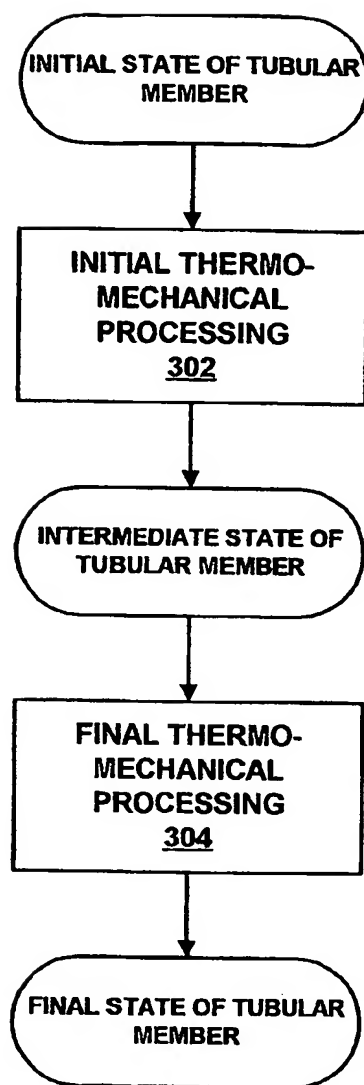 INITIAL STATE OF TUBULAR
MEMBER
INITIAL THERMO-
MECHANICAL
PROCESSING
302
INTERMEDIATE STATE OF
TUBULAR MEMBER
FINAL THERMO-
MECHANICAL
PROCESSING
304
FINAL STATE OF TUBULAR
MEMBER